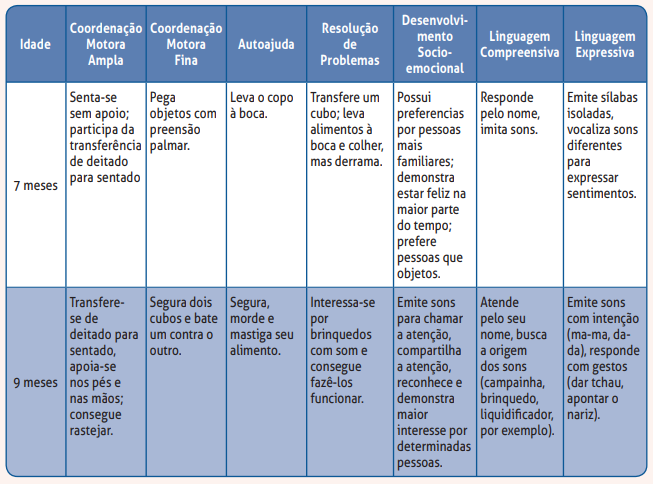 Idade
Coordenação
Motora
Ampla
Coordenação
Motora
Fina
Autoajuda
Resolução
de
Problemas
Desenvolvi-
mento
Socio-
emocional
Linguagem
Compreensiva
Linguagem
Expressiva
7 meses
Senta-se
sem apoio;
participa da
transferência
de deitado
para sentado
Pega
objetos com
preensão
palmar.
Leva o copo
à boca.
Transfere um
cubo; leva
alimentos à
boca e colher,
mas derrama.
Possui
preferencias
por pessoas
mais
familiares;
demonstra
estar feliz na
maior parte
do tempo;
prefere
pessoas que
objetos.
Responde
pelo nome,
imita sons.
Emite sílabas
isoladas,
vocaliza sons
diferentes
para
expressar
sentimentos.
9 meses
Transfere-
se de
deitado para
sentado,
apoia-se
nos pés e
nas mãos;
consegue
rastejar.
Segura dois
cubos e bate
um contra o
outro.
Segura,
morde e
mastiga seu
alimento.
Interessa-se
por
brinquedos
com som e
consegue
fazê-los
funcionar.
Emite sons
para chamar
a atenção,
compartilha
a atenção,
reconhece e
demonstra
maior
interesse por
determinadas
pessoas.
Atende
pelo seu
nome, busca
a origem
dos sons
(campainha,
brinquedo,
liquidificador,
por exemplo).
Emite sons
com intenção
(ma-ma, da-
da), responde
com gestos
(dar tchau,
apontar o
nariz).